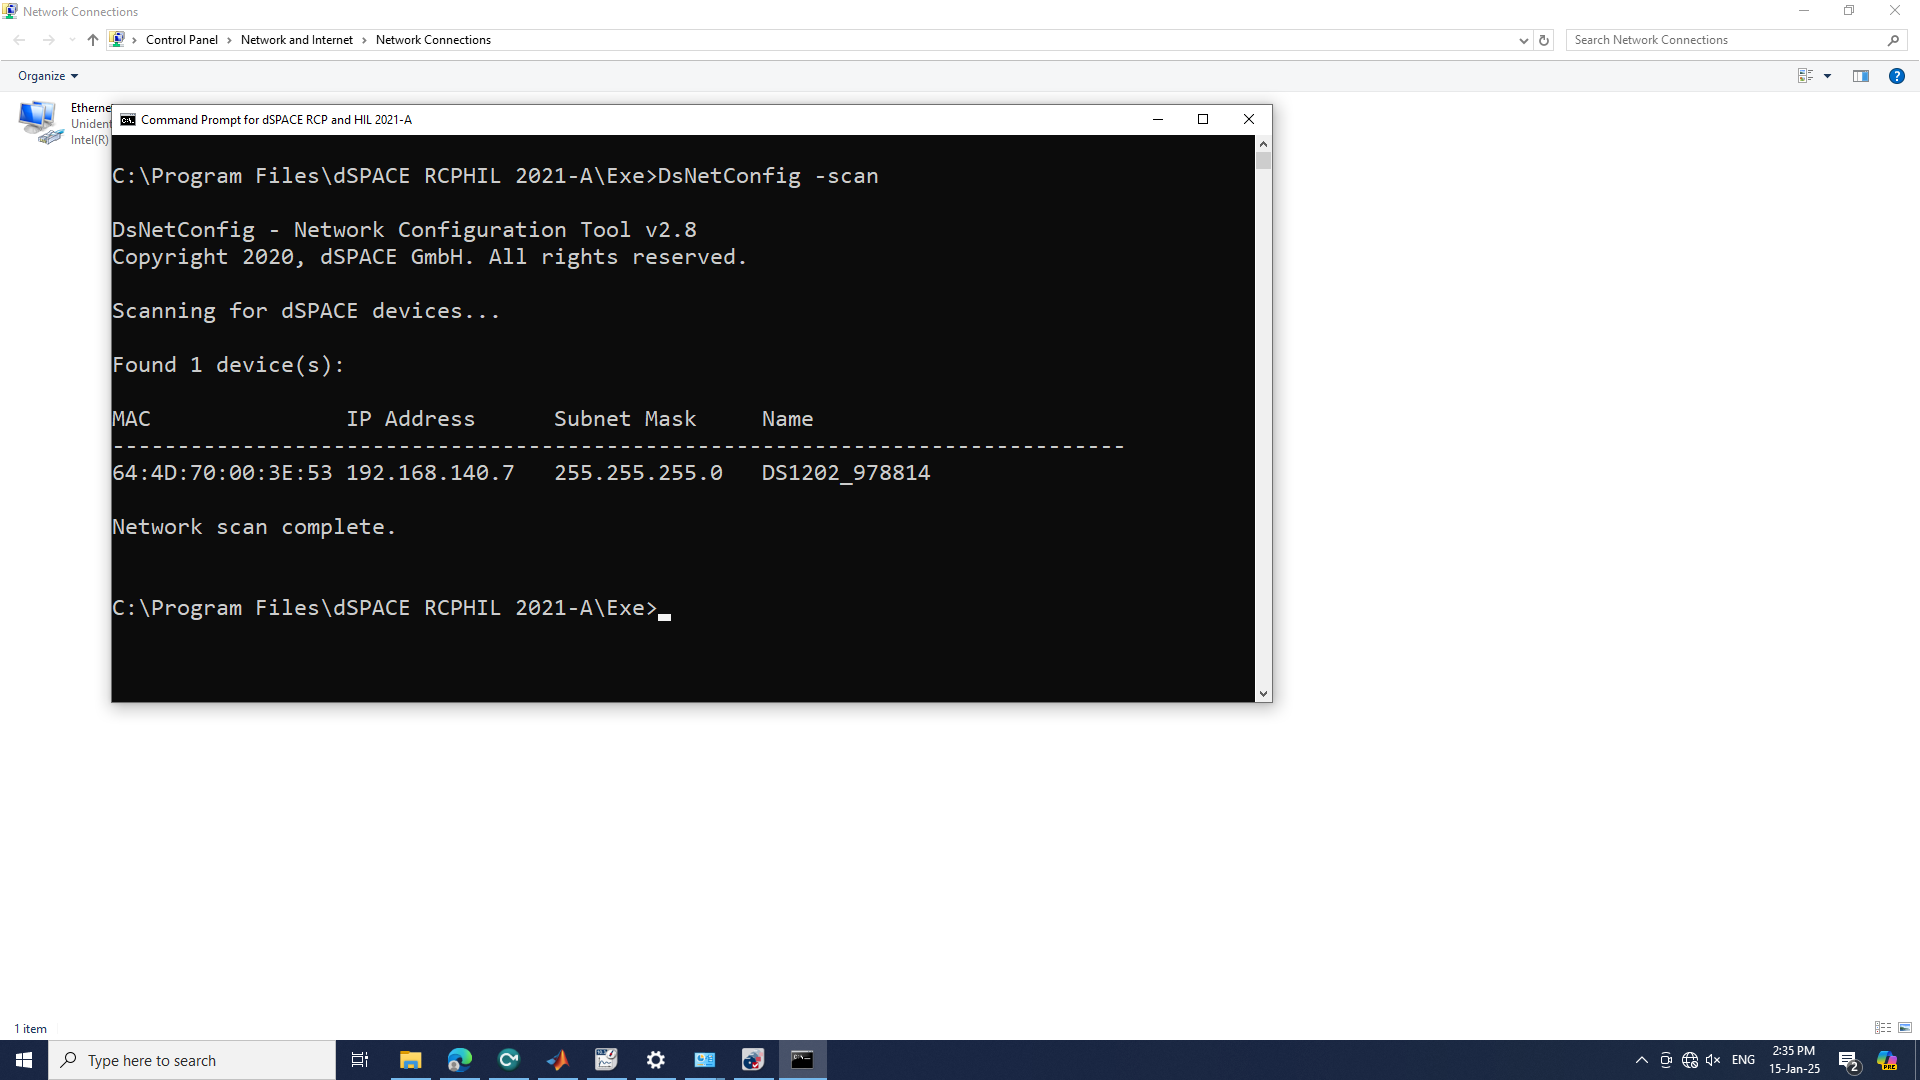 Network Connections
Control Panel > Network and Internet > Network Connections
Search Network Connections
Organize
Etherne
Unident
Intel(R)
Command Prompt for dSPACE RCP and HIL 2021-A
C:\Program Files\dSPACE RCPHIL 2021-A\Exe>DsNetConfig -scan
DsNetConfig - Network Configuration Tool v2.8
Copyright 2020, dSPACE GmbH. All rights reserved.
Scanning for dSPACE devices...
Found 1 device(s):
MAC IP Address Subnet Mask Name
------------------------------------------------------------------------------
64:4D:70:00:3E:53 192.168.140.7 255.255.255.0 DS1202_978814
Network scan complete.
C:\Program Files\dSPACE RCPHIL 2021-A\Exe>
1 item
Type here to search
ENG
2:35 PM
15-Jan-25
2
PRE